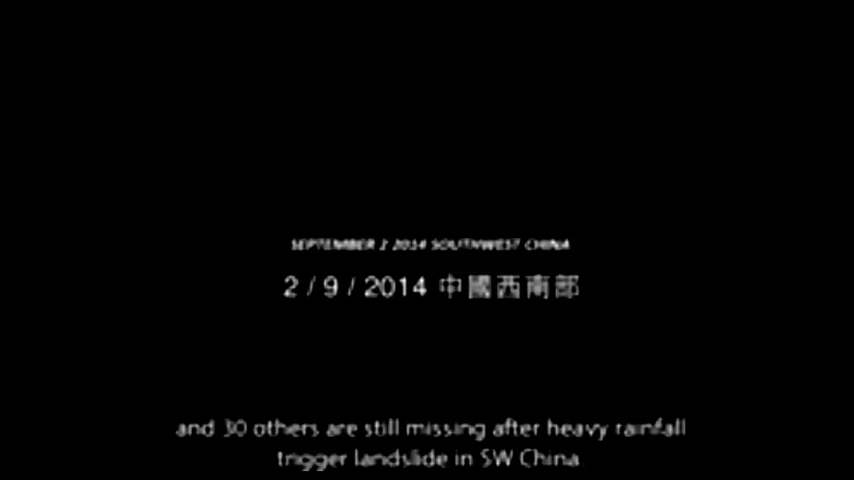 SEPTEMBER 2 2014 SOUTHWEST CHINA
2 / 9 / 2014 中國西南部
and 30 others are still missing after heavy rainfall
trigger landslide in SW China